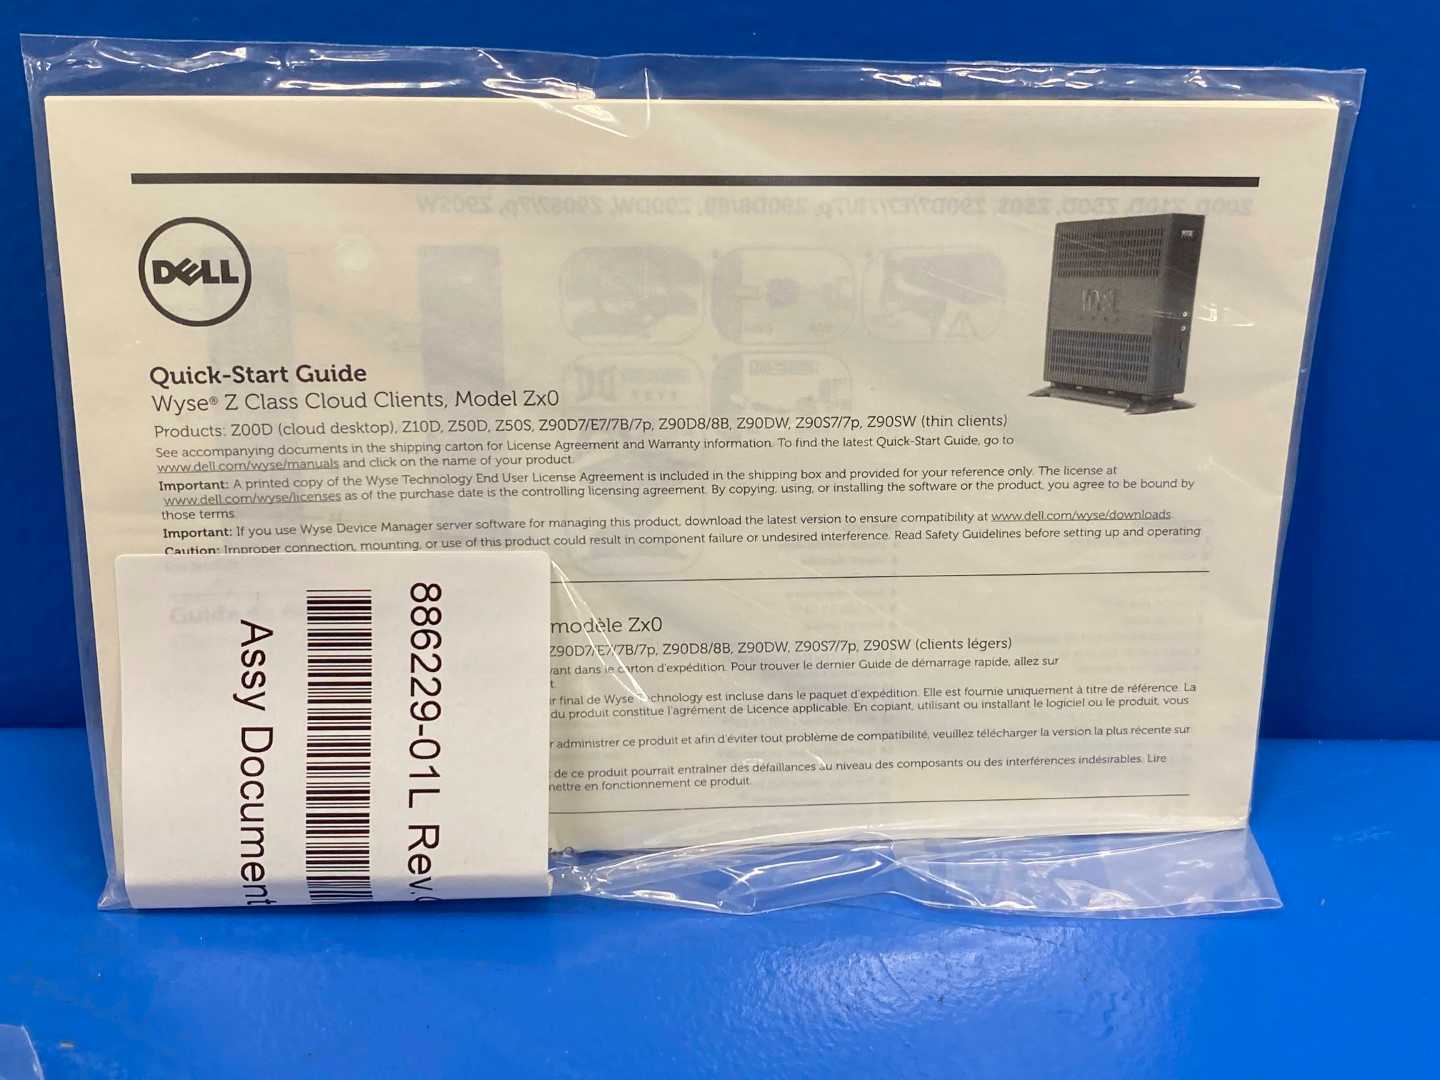 DELL
WYSE
Quick-Start Guide
Wyse® Z Class Cloud Clients, Model Zx0
Products: Z00D (cloud desktop), Z10D, Z50D, Z50S, Z90D7/E7/7B/7p, Z90D8/8B, Z90DW, Z90S7/7p, Z90SW (thin clients)
See accompanying documents in the shipping carton for License Agreement and Warranty information. To find the latest Quick-Start Guide, go to
www.dell.com/wyse/manuals and click on the name of your product.
Important: A printed copy of the Wyse Technology End User License Agreement is included in the shipping box and provided for your reference only. The license at
www.dell.com/wyse/licenses as of the purchase date is the controlling licensing agreement. By copying, using, or installing the software or the product, you agree to be bound by
those terms.
Important: If you use Wyse Device Manager server software for managing this product, download the latest version to ensure compatibility at www.dell.com/wyse/downloads.
Caution: Improper connection, mounting, or use of this product could result in component failure or undesired interference. Read Safety Guidelines before setting up and operating
modèle Zx0
Z90D7/E7/7B/7p, Z90D8/8B, Z90DW, Z90S7/7p, Z90SW (clients légers)
dans le carton d'expédition. Pour trouver le dernier Guide de démarrage rapide, allez sur
final de Wyse Technology est incluse dans le paquet d'expédition. Elle est fournie uniquement à titre de référence. La
du produit constitue l'agrément de Licence applicable. En copiant, utilisant ou installant le logiciel ou le produit, vous
administrer ce produit et afin d'éviter tout problème de compatibilité, veuillez télécharger la version la plus récente sur
de ce produit pourrait entraîner des défaillances au niveau des composants ou des interférences indésirables. Lire
en fonctionnement ce produit.
886229-01L Rev.
Assy Document